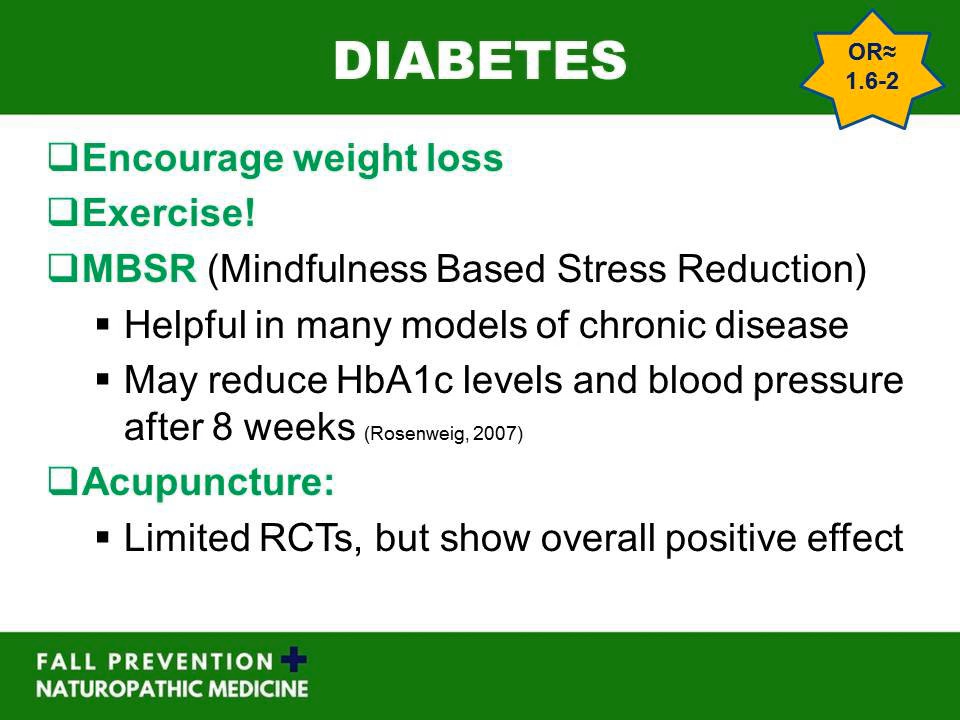 DIABETES
OR≈
1.6-2
Encourage weight loss
Exercise!
MBSR (Mindfulness Based Stress Reduction)
Helpful in many models of chronic disease
May reduce HbA1c levels and blood pressure
after 8 weeks (Rosenweig, 2007)
Acupuncture:
Limited RCTs, but show overall positive effect
FALL PREVENTION +
NATUROPATHIC MEDICINE